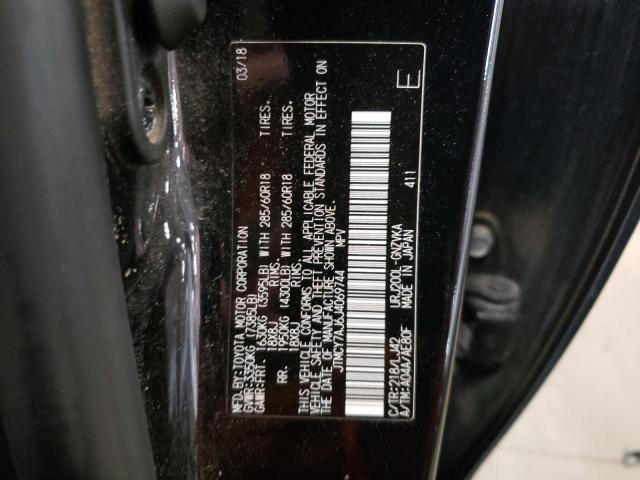 MFD.BY:TOYOTA MOTOR CORPORATION 03/18
GVWR:3350KG (7385LB)
GAWR:FRT. 1630KG (3595LB) WITH 285/60R18 TIRES.
18X8J RIMS.
RR. 1950KG (4300LB) WITH 285/60R18 TIRES.
18X8J RIMS.
THIS VEHICLE CONFORMS TO ALL APPLICABLE FEDERAL MOTOR
VEHICLE SAFETY AND THEFT PREVENTION STANDARDS IN EFFECT ON
THE DATE OF MANUFACTURE SHOWN ABOVE.
JTMCY7AJ6J4069744 MPV
C/TR:218/LJ42 URJ200L-GNZVKA
A/TM:A04A/AE80F MADE IN JAPAN 411
E